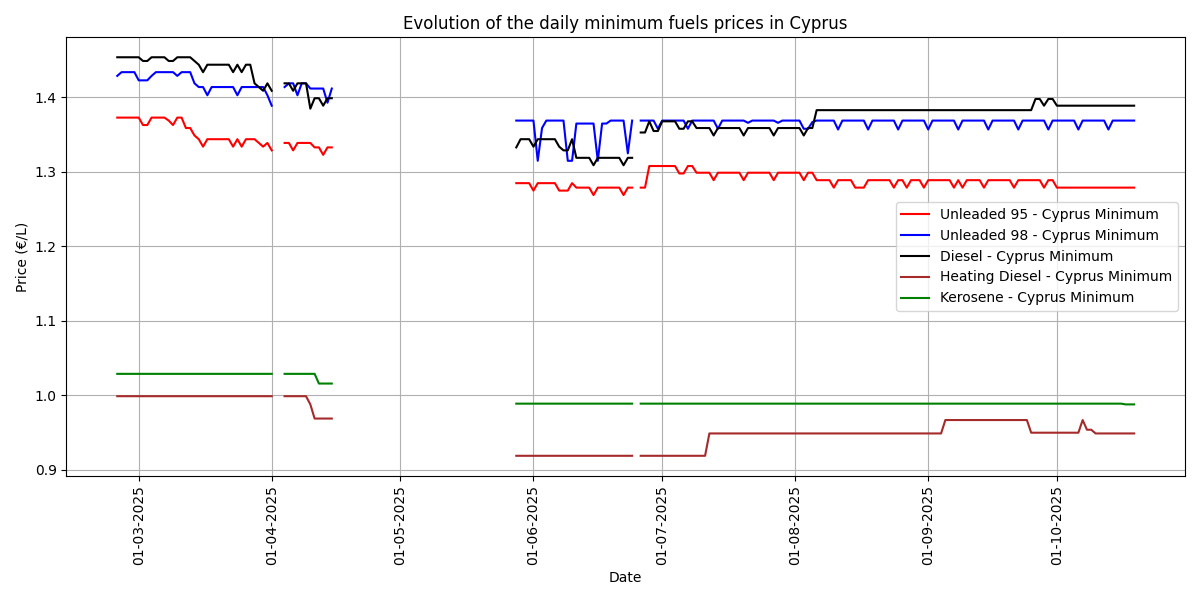 Evolution of the daily minimum fuels prices in Cyprus
Price (€/L)
1.4
1.3
1.2
1.1
1.0
0.9
Unleaded 95 - Cyprus Minimum
Unleaded 98 - Cyprus Minimum
Diesel - Cyprus Minimum
Heating Diesel - Cyprus Minimum
Kerosene - Cyprus Minimum
01-03-2025
01-04-2025
01-05-2025
01-06-2025
01-07-2025
01-08-2025
01-09-2025
01-10-2025
Date